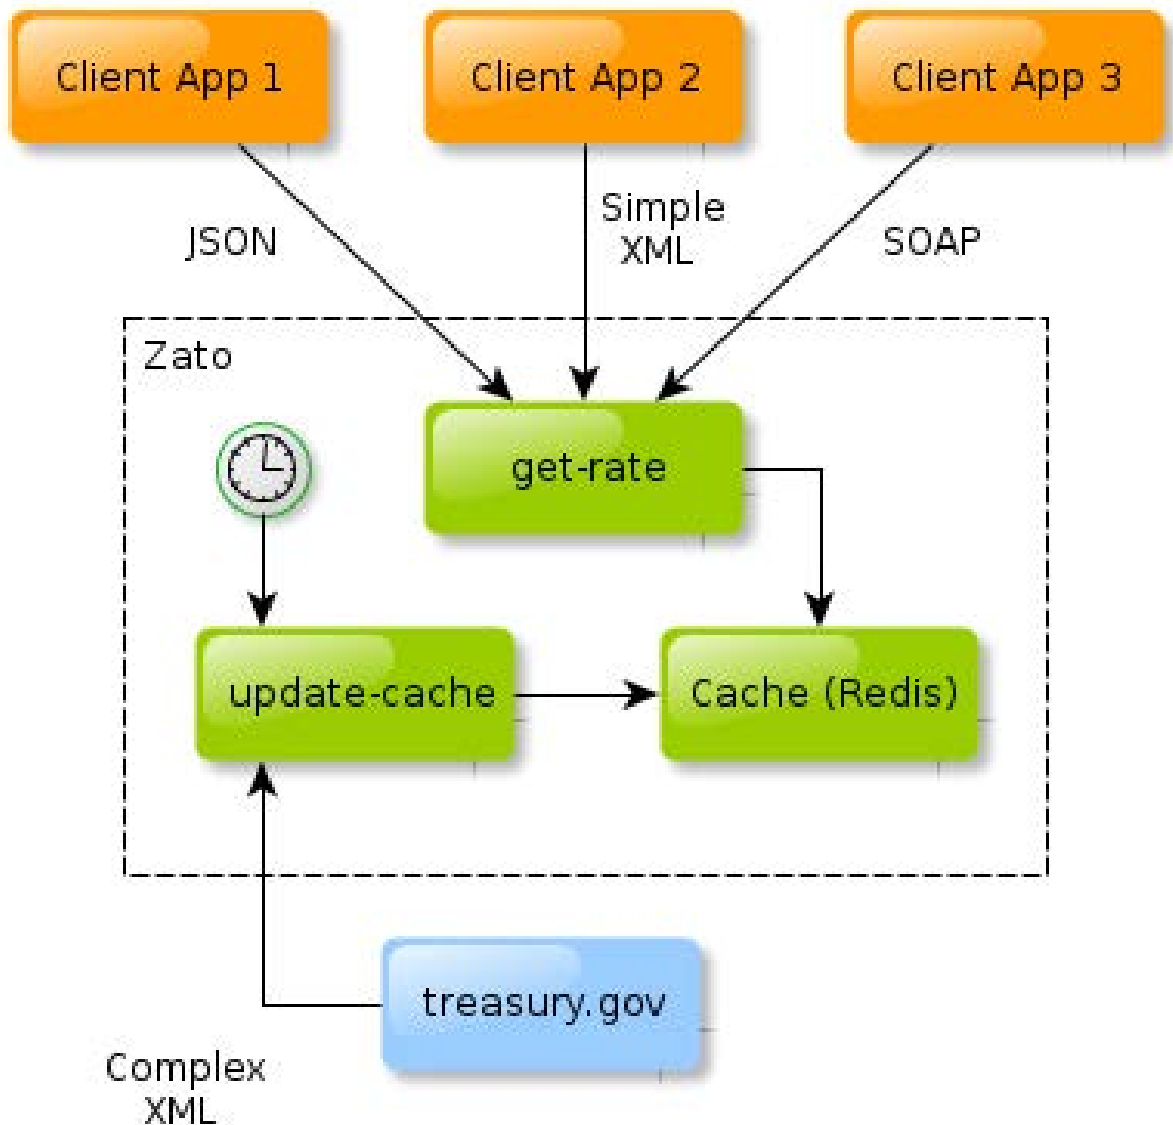 Client App 1
Client App 2
Client App 3
JSON
Simple
XML
SOAP
Zato
get-rate
update-cache
Cache (Redis)
treasury.gov
Complex
XML